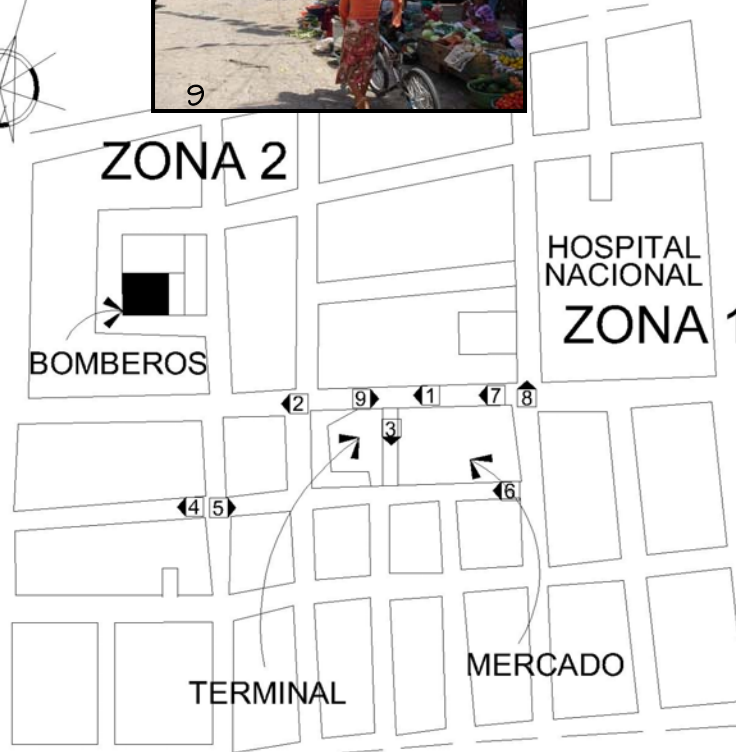 9
ZONA 2
HOSPITAL
NACIONAL
ZONA 1
BOMBEROS
2
9
1
7
8
3
6
4
5
TERMINAL
MERCADO